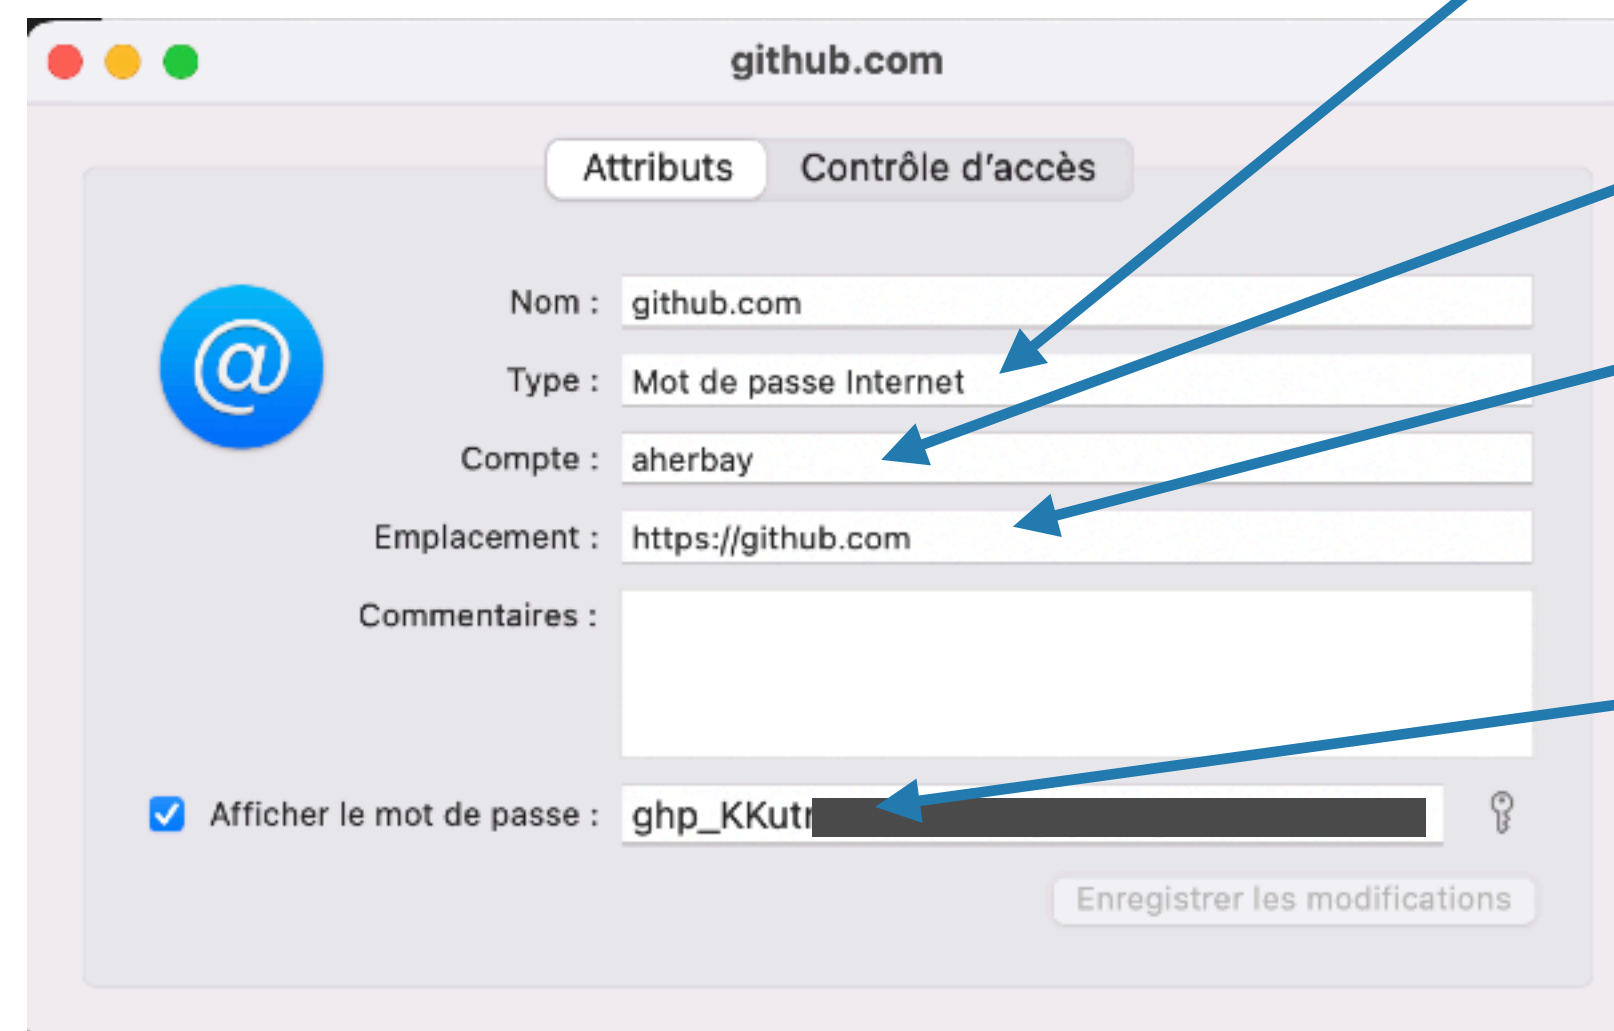 github.com
Attributs Contrôle d’accès
Nom : github.com
@
Type : Mot de passe Internet
Compte : aherbay
Emplacement : https://github.com
Commentaires :
Afficher le mot de passe : ghp_KKut
Enregistrer les modifications